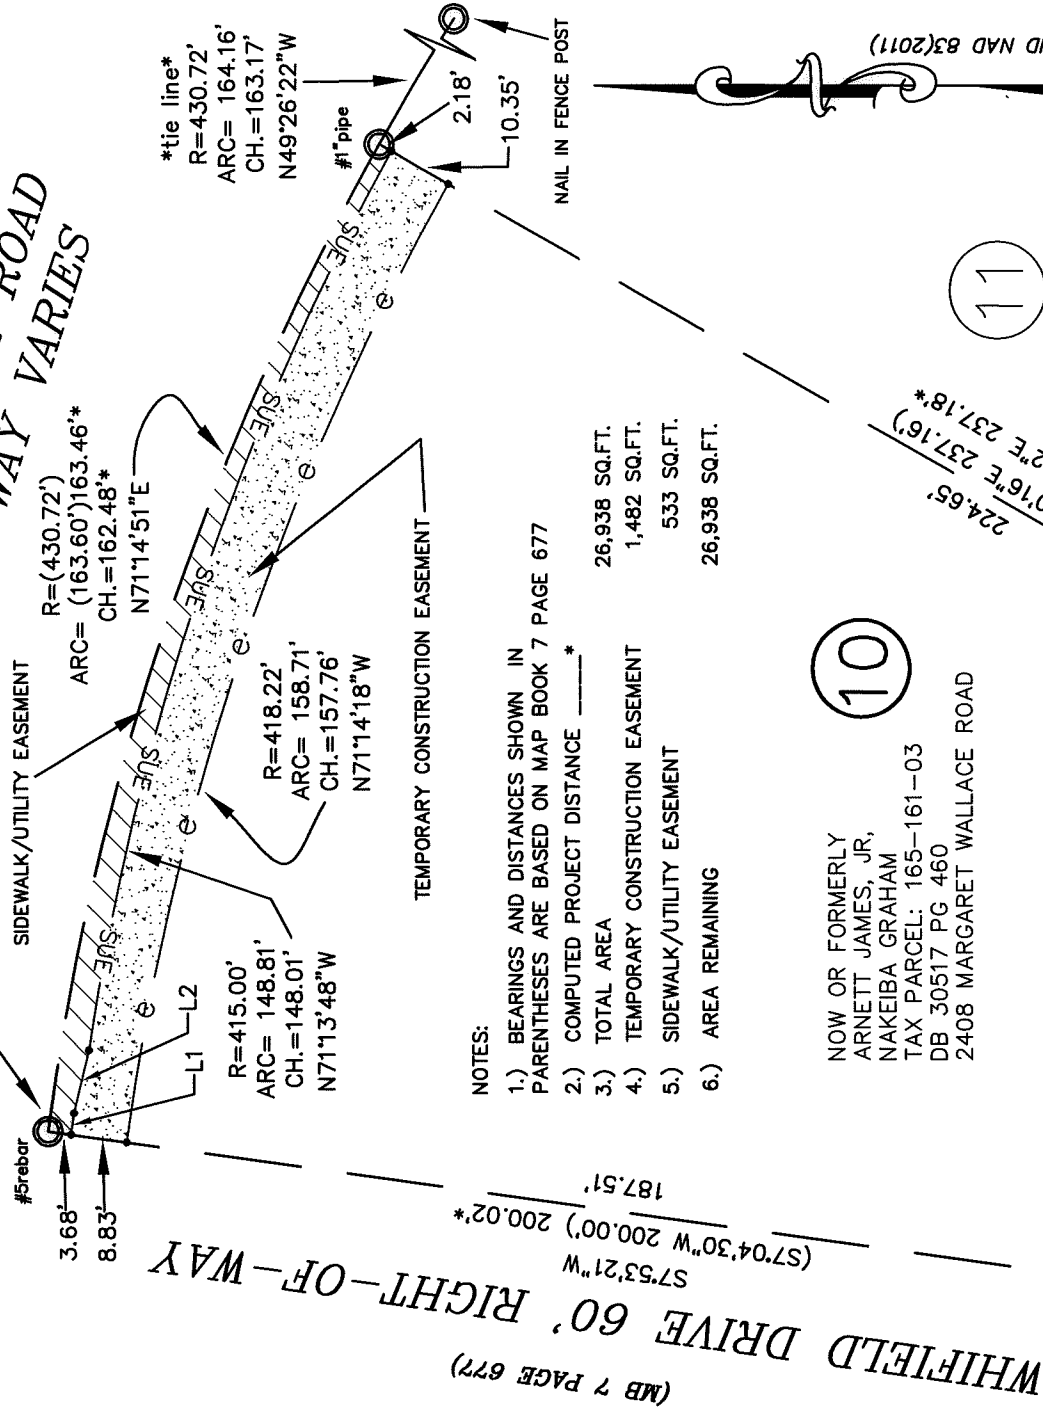 ROAD
WAY VARIES
*tie line*
R=430.72'
ARC= 164.16'
CH.=163.17'
N49°26'22"W
#1"pipe
2.18'
10.35'
NAIL IN FENCE POST
NAD 83(2011)
SIDEWALK/UTILITY EASEMENT
R=(430.72')
ARC= (163.60')163.46'*
CH.=162.48'*
N71°14'51"E
SUE
SUE
SUE
SUE
SUE
e
e
e
e
e
R=418.22'
ARC= 158.71'
CH.=157.76'
N71°14'18"W
TEMPORARY CONSTRUCTION EASEMENT
L2
L1
R=415.00'
ARC= 148.81'
CH.=148.01'
N71°13'48"W
#5rebar
3.68'
8.83'
NOTES:
1.) BEARINGS AND DISTANCES SHOWN IN
PARENTHESES ARE BASED ON MAP BOOK 7 PAGE 677
2.) COMPUTED PROJECT DISTANCE _____*
3.) TOTAL AREA 26,938 SQ.FT.
4.) TEMPORARY CONSTRUCTION EASEMENT 1,482 SQ.FT.
5.) SIDEWALK/UTILITY EASEMENT 533 SQ.FT.
6.) AREA REMAINING 26,938 SQ.FT.
10
11
NOW OR FORMERLY
ARNETT JAMES, JR,
NAKEIBA GRAHAM
TAX PARCEL: 165-161-03
DB 30517 PG 460
2408 MARGARET WALLACE ROAD
224.65'
0'16"E 237.16')
2"E 237.18'*
187.51'
(S7°04'30"W 200.00') 200.02'*
S7°53'21"W
WHIFIELD DRIVE 60' RIGHT-OF-WAY
(MB 7 PAGE 677)